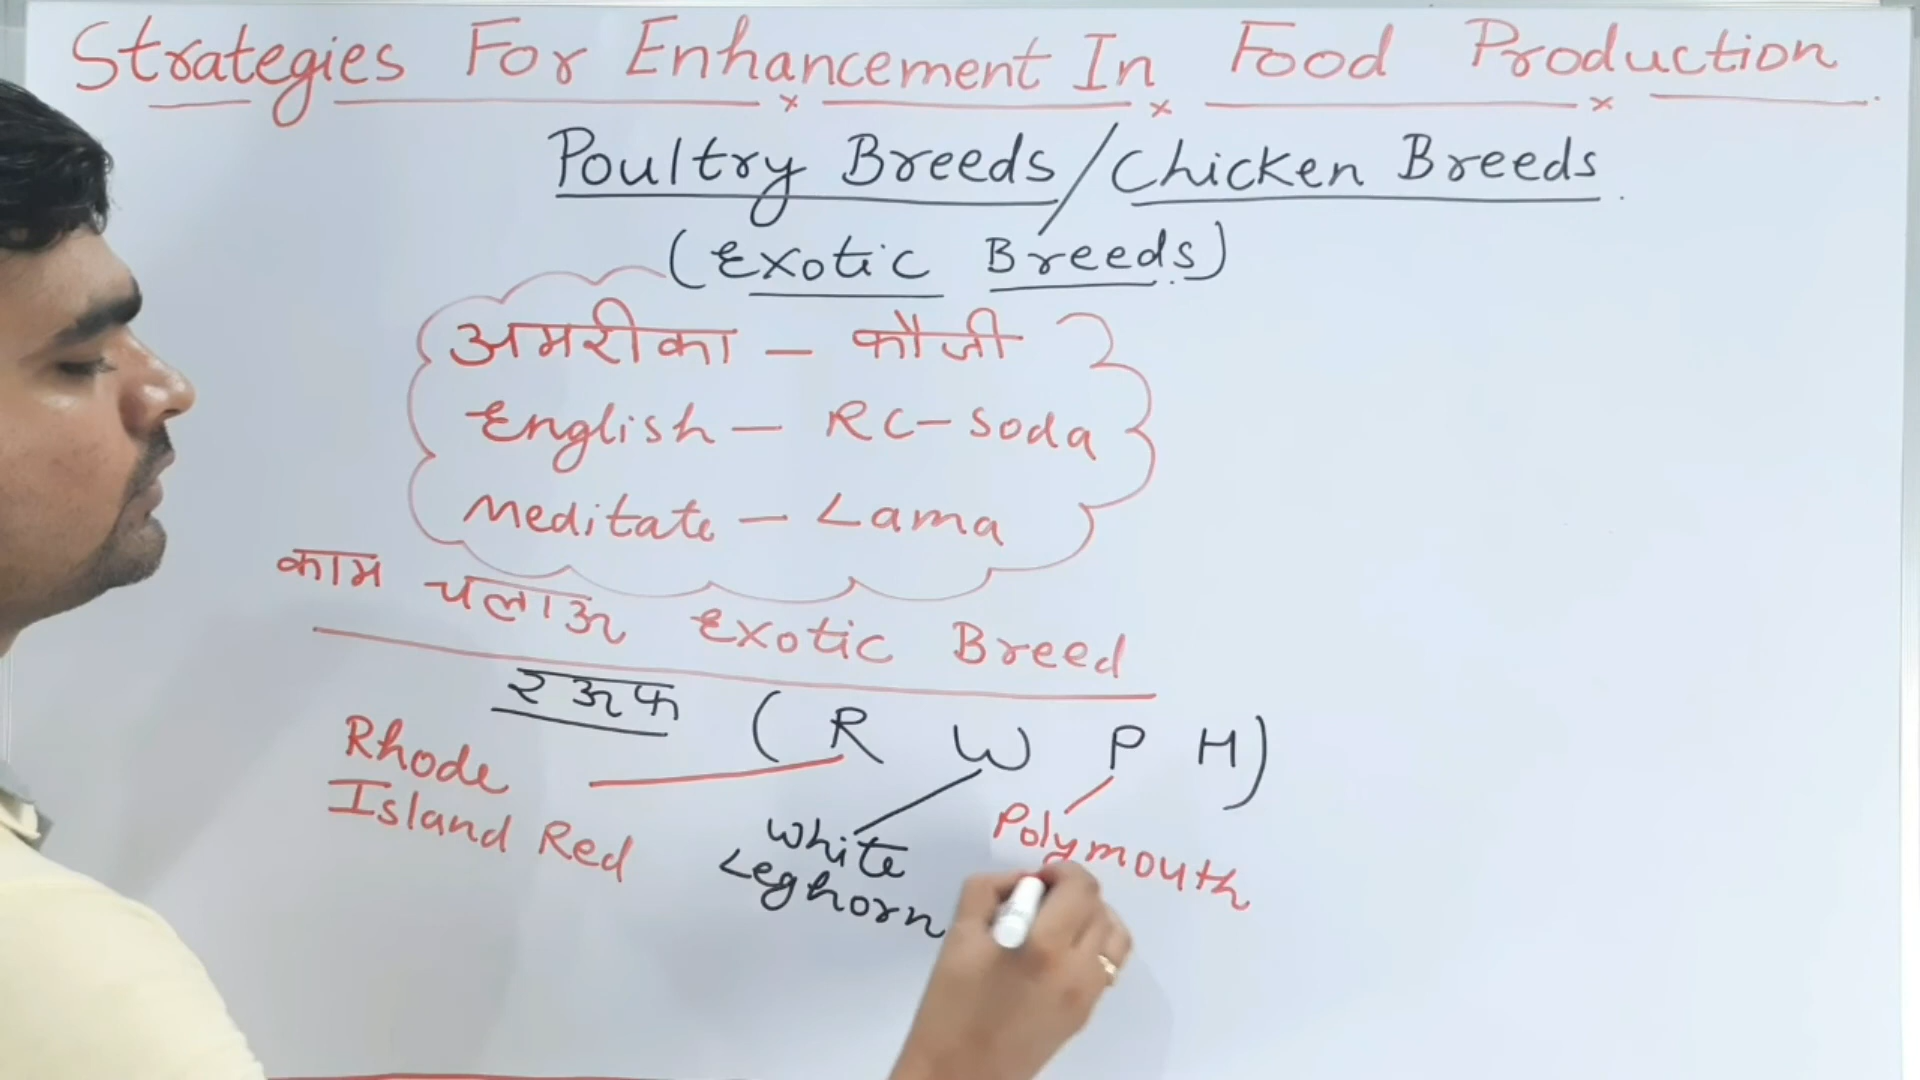 Strategies For Enhancement In Food Production
Poultry Breeds/Chicken Breeds
(Exotic Breeds)
अमरीका – कौजी
English – RC-Soda
Meditate – Lama
काम चलाऊ Exotic Breed
रऊफ (R W P H)
Rhode
Island Red
White
Leghorn
Polymouth